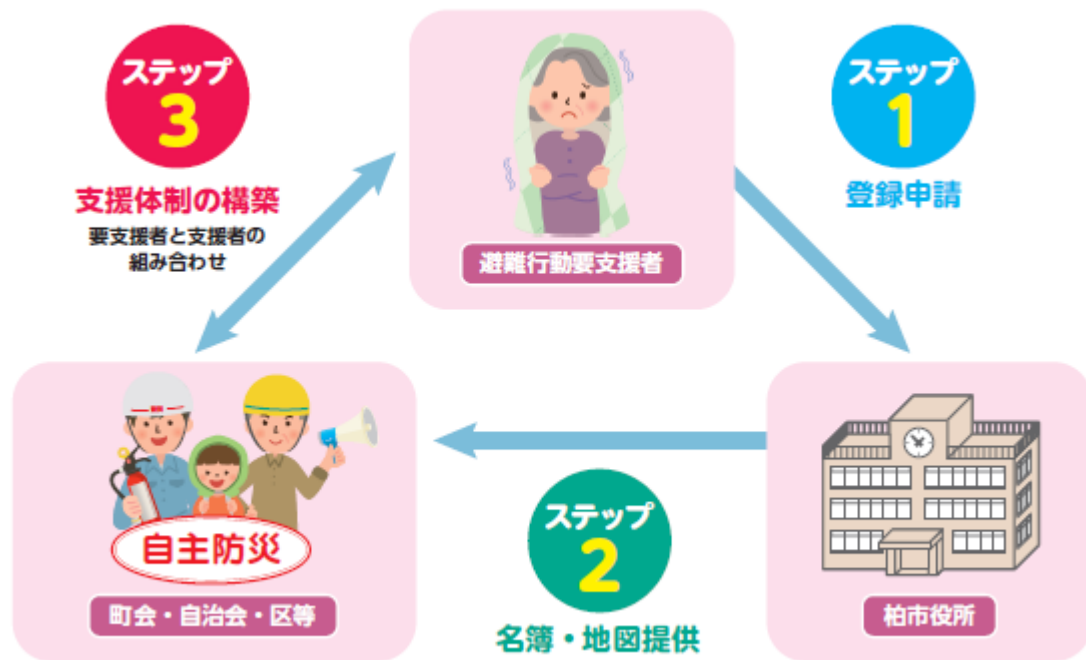 ステップ
3
支援体制の構築
要支援者と支援者の
組み合わせ
避難行動要支援者
ステップ
1
登録申請
自主防災
町会・自治会・区等
ステップ
2
名簿・地図提供
柏市役所